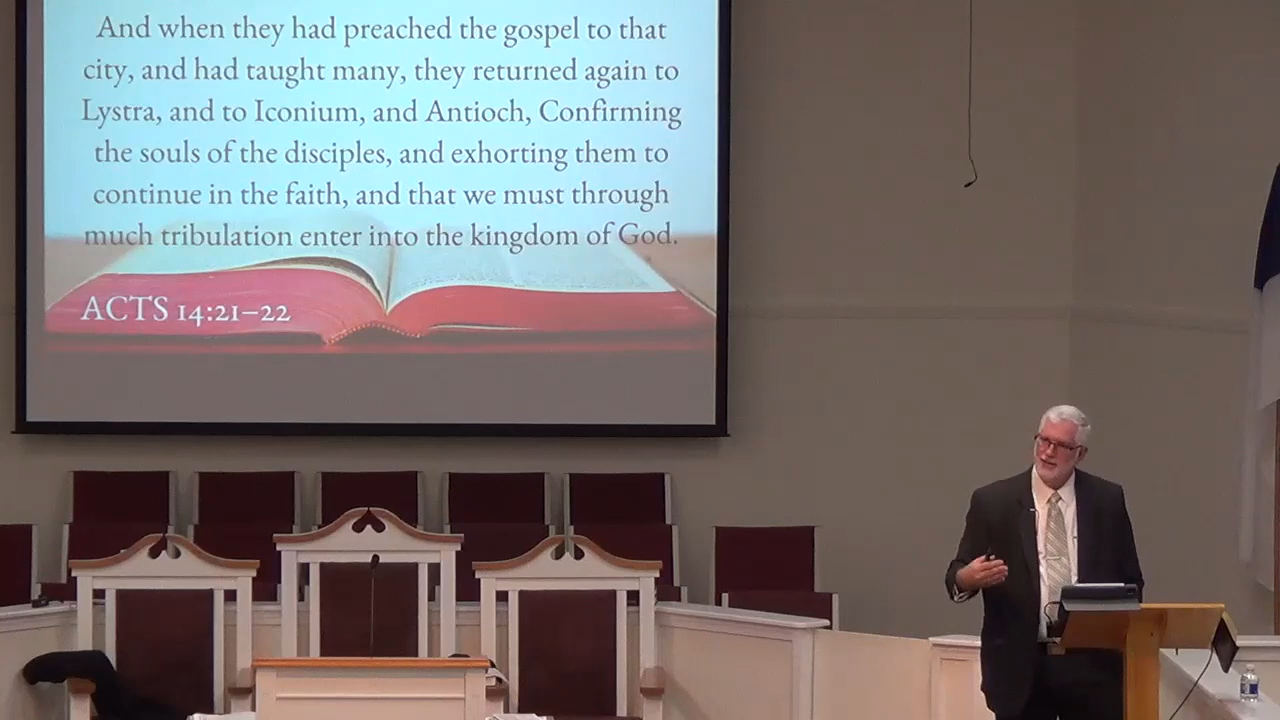 And when they had preached the gospel to that
city, and had taught many, they returned again to
Lystra, and to Iconium, and Antioch, Confirming
the souls of the disciples, and exhorting them to
continue in the faith, and that we must through
much tribulation enter into the kingdom of God.
ACTS 14:21–22